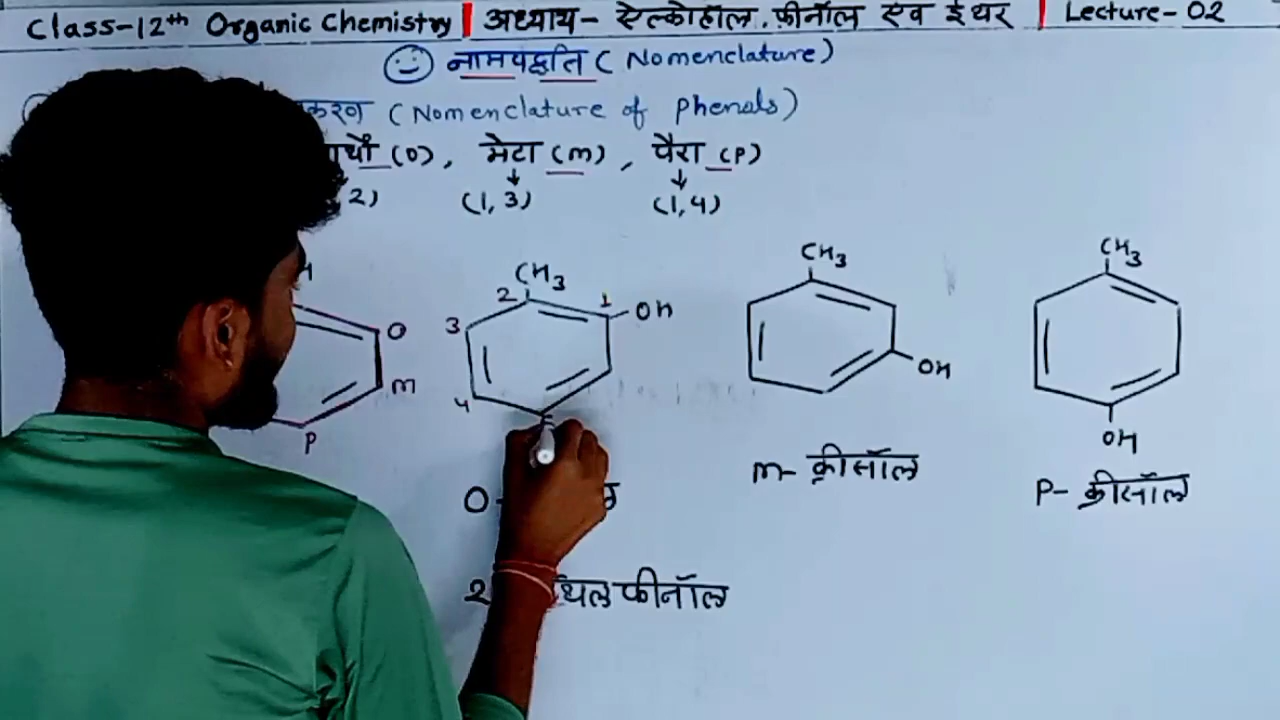 Class-12th Organic Chemistry | अध्याय- ऐल्कोहॉल.फ़ीनॉल एवं ईथर | Lecture-02
नामपद्धति ( Nomenclature )
करण ( Nomenclature of Phenols )
(o), मेटा (m), पैरा (P)
2) (1,3) (1,4)
H O m P
CH3 1 OH 2 3 4
O-
2 थिल फीनॉल
CH3 OH
m- क्रीसॉल
CH3 OH
P- क्रीसॉल